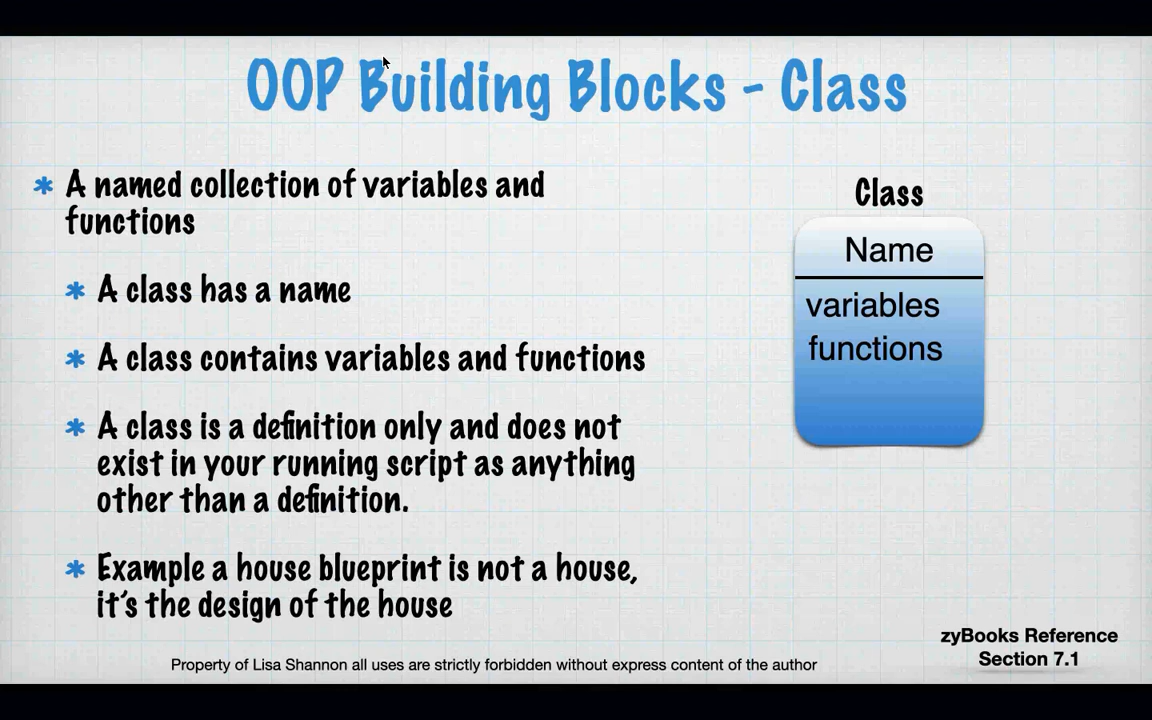 OOP Building Blocks - Class
* A named collection of variables and
functions
* A class has a name
* A class contains variables and functions
* A class is a definition only and does not
exist in your running script as anything
other than a definition.
* Example a house blueprint is not a house,
it's the design of the house
Class
Name
variables
functions
zyBooks Reference
Section 7.1
Property of Lisa Shannon all uses are strictly forbidden without express content of the author